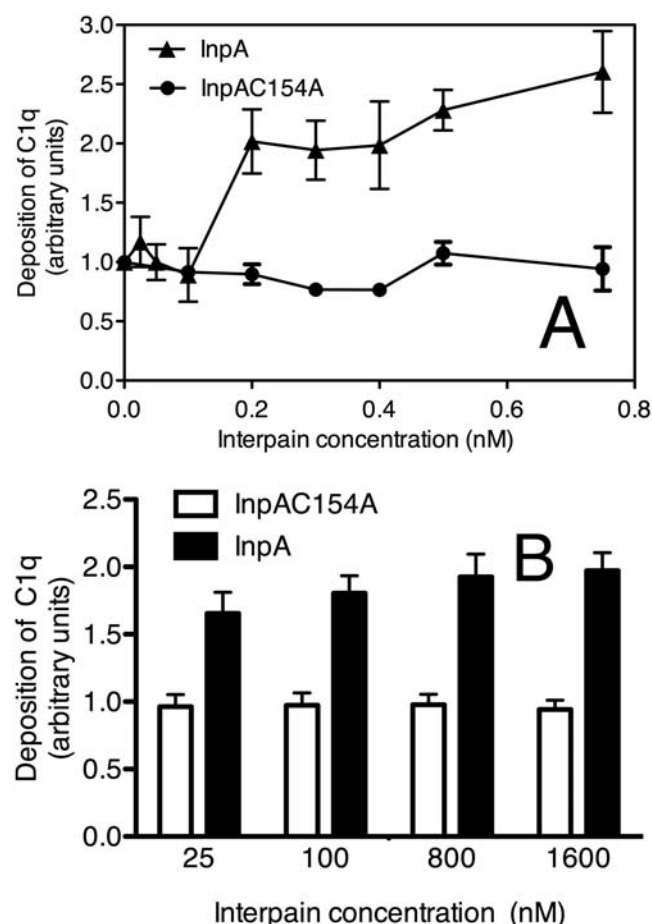 3.0
InpA
2.5
InpAC154A
2.0
1.5
1.0
0.5
0.0
Deposition of C1q
(arbitrary units)
A
0.0 0.2 0.4 0.6 0.8
Interpain concentration (nM)
2.5
InpAC154A
InpA
B
2.0
1.5
1.0
0.5
0.0
Deposition of C1q
(arbitrary units)
25 100 800 1600
Interpain concentration (nM)